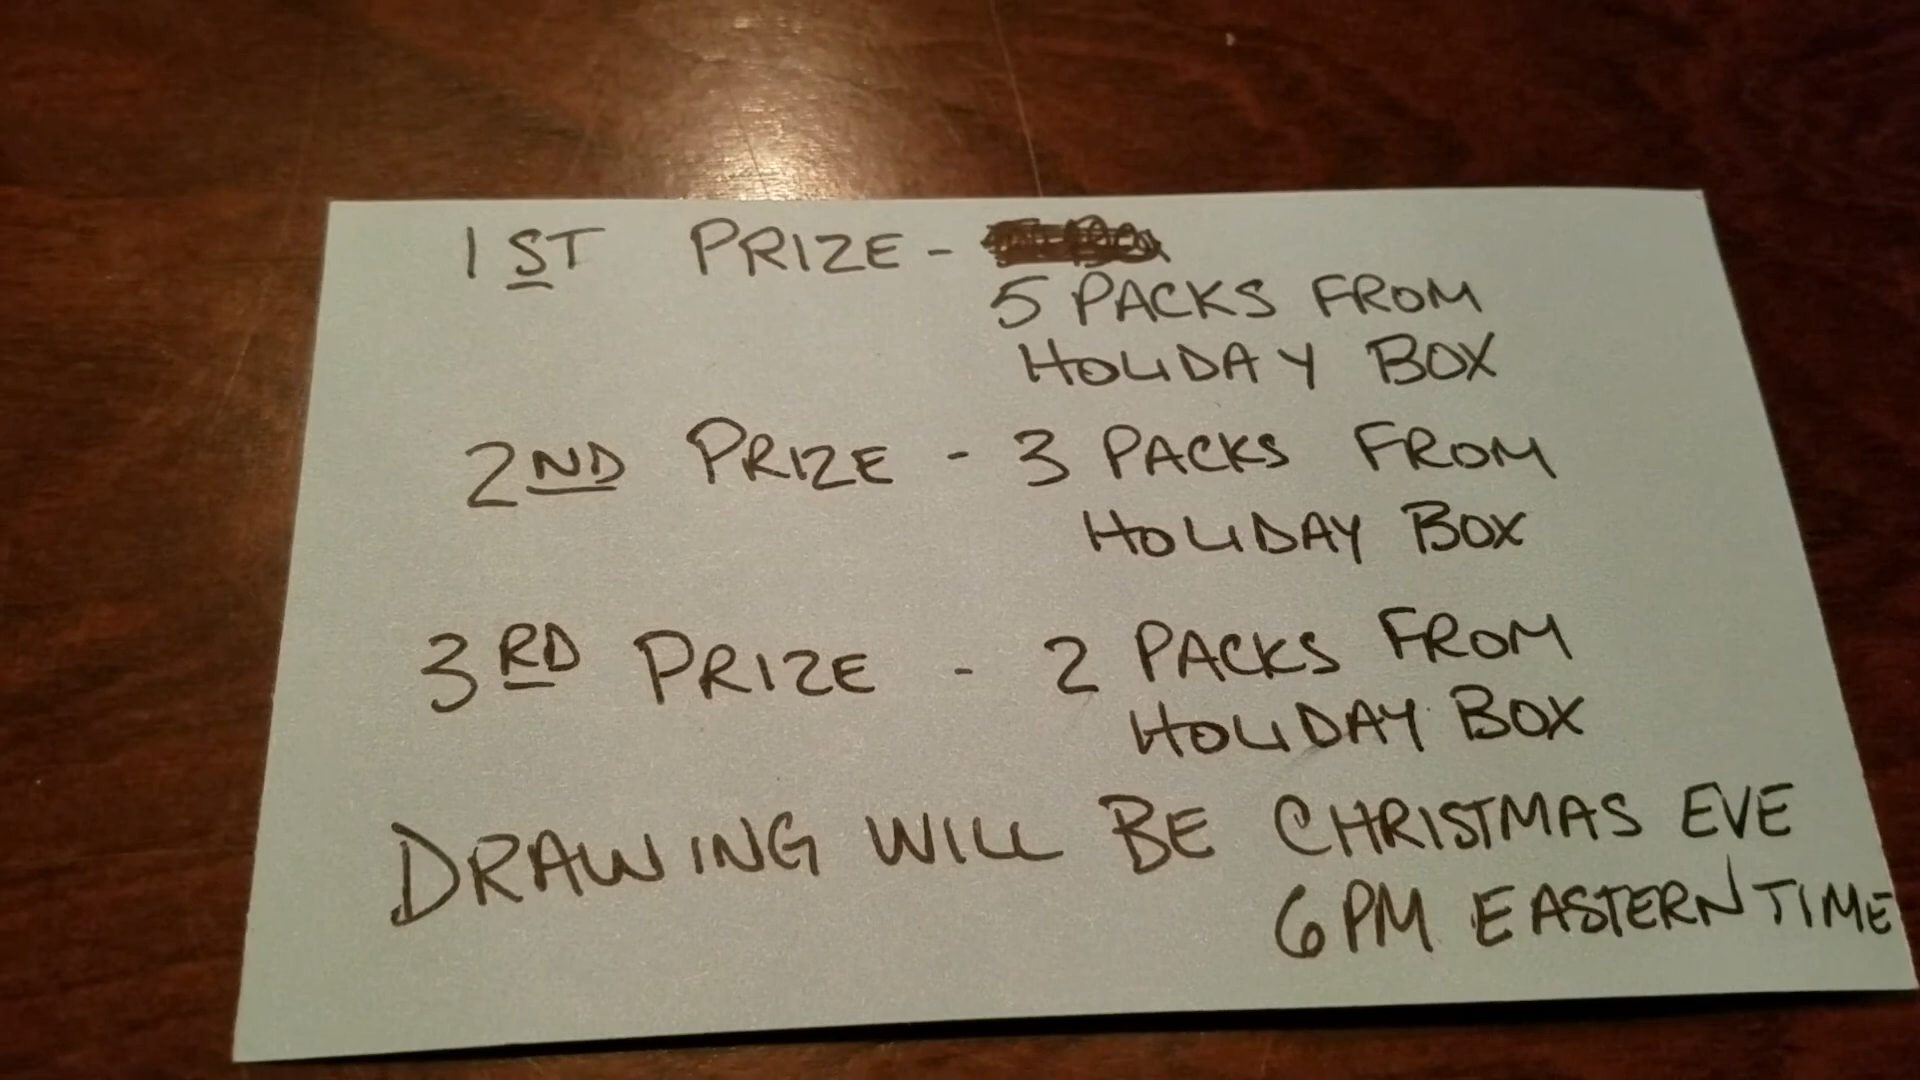 1ST PRIZE -
5 PACKS FROM
HOLIDAY BOX
2ND PRIZE - 3 PACKS FROM
HOLIDAY BOX
3RD PRIZE - 2 PACKS FROM
HOLIDAY BOX
DRAWING WILL BE CHRISTMAS EVE
6PM EASTERN TIME